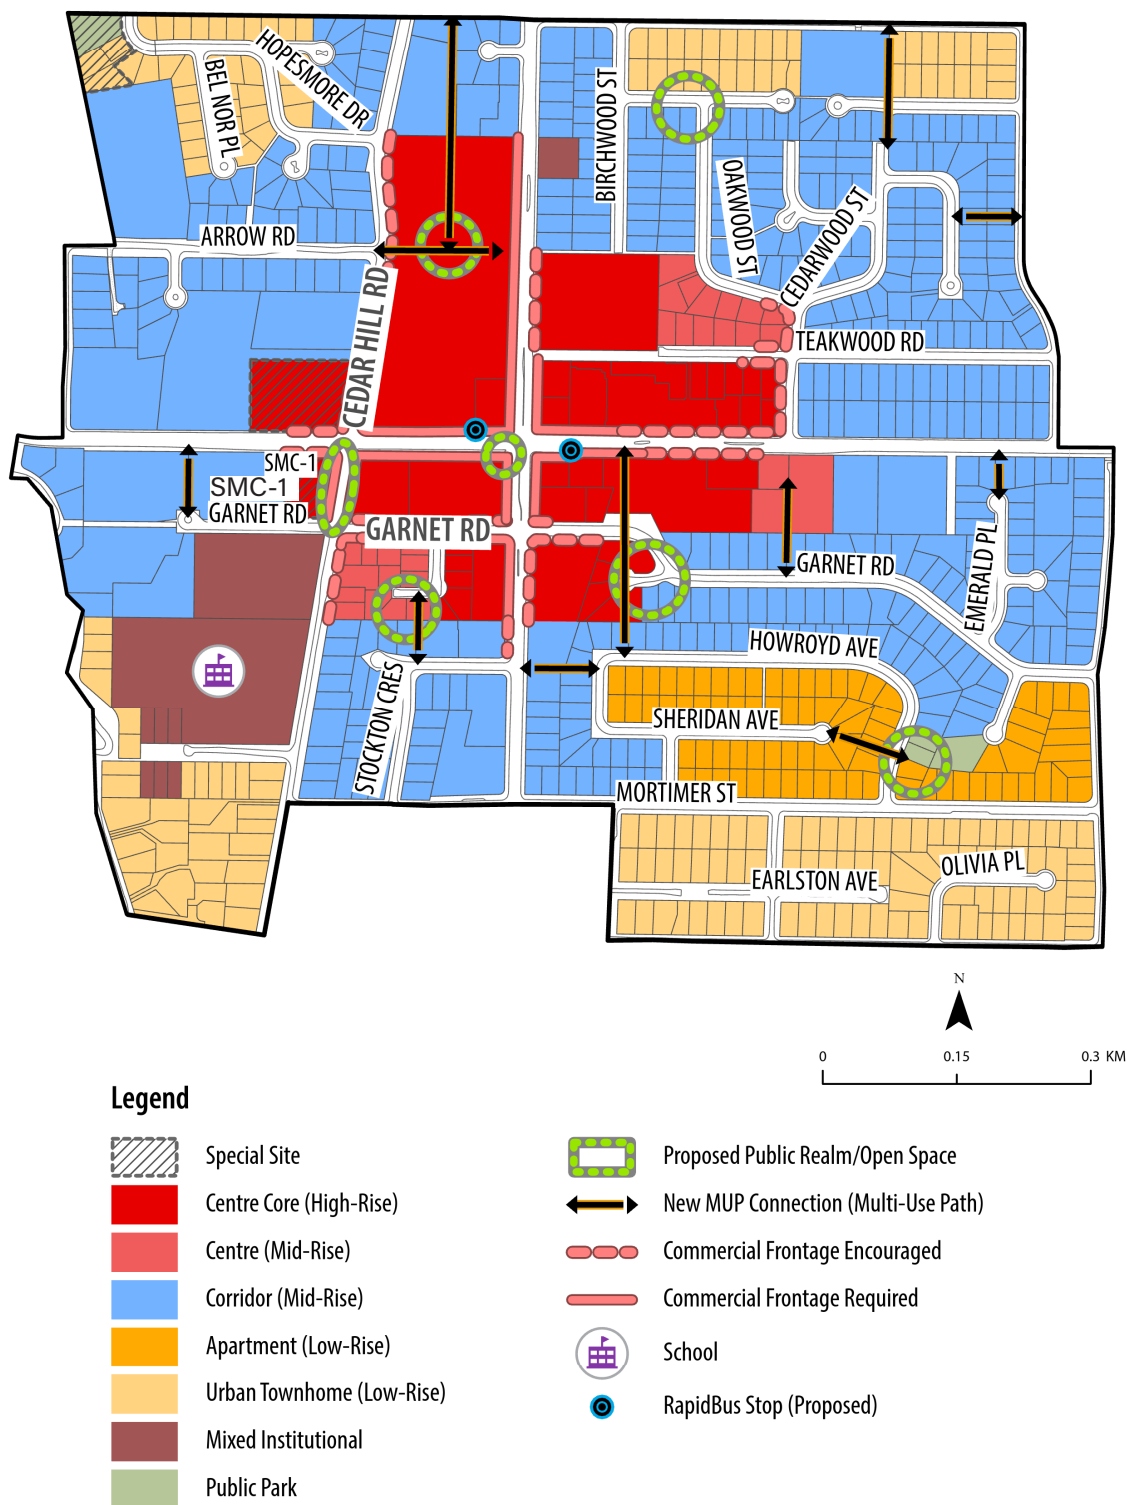 HOPESMORE DR
BEL NOR PL
BIRCHWOOD ST
OAKWOOD ST
CEDARWOOD ST
ARROW RD
CEDAR HILL RD
TEAKWOOD RD
SMC-1
SMC-1
GARNET RD
GARNET RD
GARNET RD
EMERALD PL
HOWROYD AVE
STOCKTON CRES
SHERIDAN AVE
MORTIMER ST
EARLSTON AVE
OLIVIA PL
N
0 0.15 0.3 KM
Legend
Special Site
Centre Core (High-Rise)
Centre (Mid-Rise)
Corridor (Mid-Rise)
Apartment (Low-Rise)
Urban Townhome (Low-Rise)
Mixed Institutional
Public Park
Proposed Public Realm/Open Space
New MUP Connection (Multi-Use Path)
Commercial Frontage Encouraged
Commercial Frontage Required
School
RapidBus Stop (Proposed)